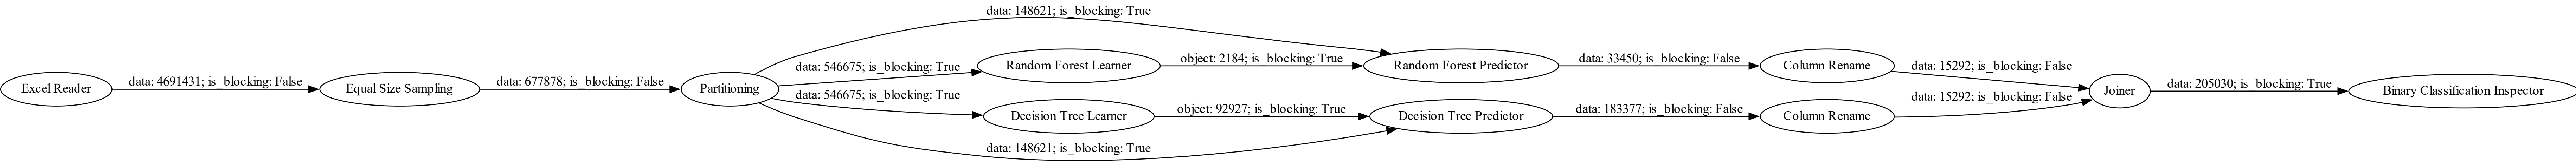 Excel Reader
data: 4691431; is_blocking: False
Equal Size Sampling
data: 677878; is_blocking: False
Partitioning
data: 148621; is_blocking: True
data: 546675; is_blocking: True
Random Forest Learner
object: 2184; is_blocking: True
Random Forest Predictor
data: 33450; is_blocking: False
Column Rename
data: 15292; is_blocking: False
data: 546675; is_blocking: True
Decision Tree Learner
object: 92927; is_blocking: True
Decision Tree Predictor
data: 183377; is_blocking: False
Column Rename
data: 15292; is_blocking: False
data: 148621; is_blocking: True
Joiner
data: 205030; is_blocking: True
Binary Classification Inspector